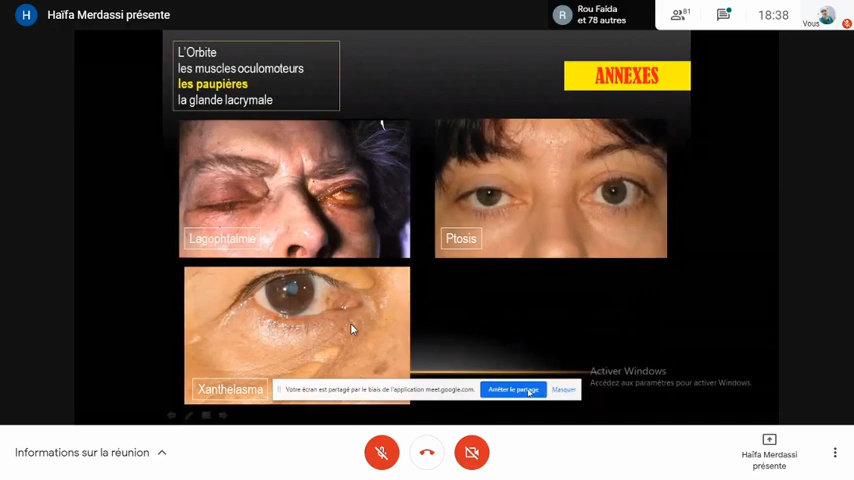 H Haïfa Merdassi présente
R Rou Faida
et 78 autres
81
18:38
Vous
L'Orbite
les muscles oculomoteurs
les paupières
la glande lacrymale
ANNEXES
Lagophtalmie
Ptosis
Xanthélasma
Votre écran est partagé par le biais de l'application meet.google.com.
Arrêter le partage
Masquer
Activer Windows
Accédez aux paramètres pour activer Windows.
Informations sur la réunion
Haïfa Merdassi
présente